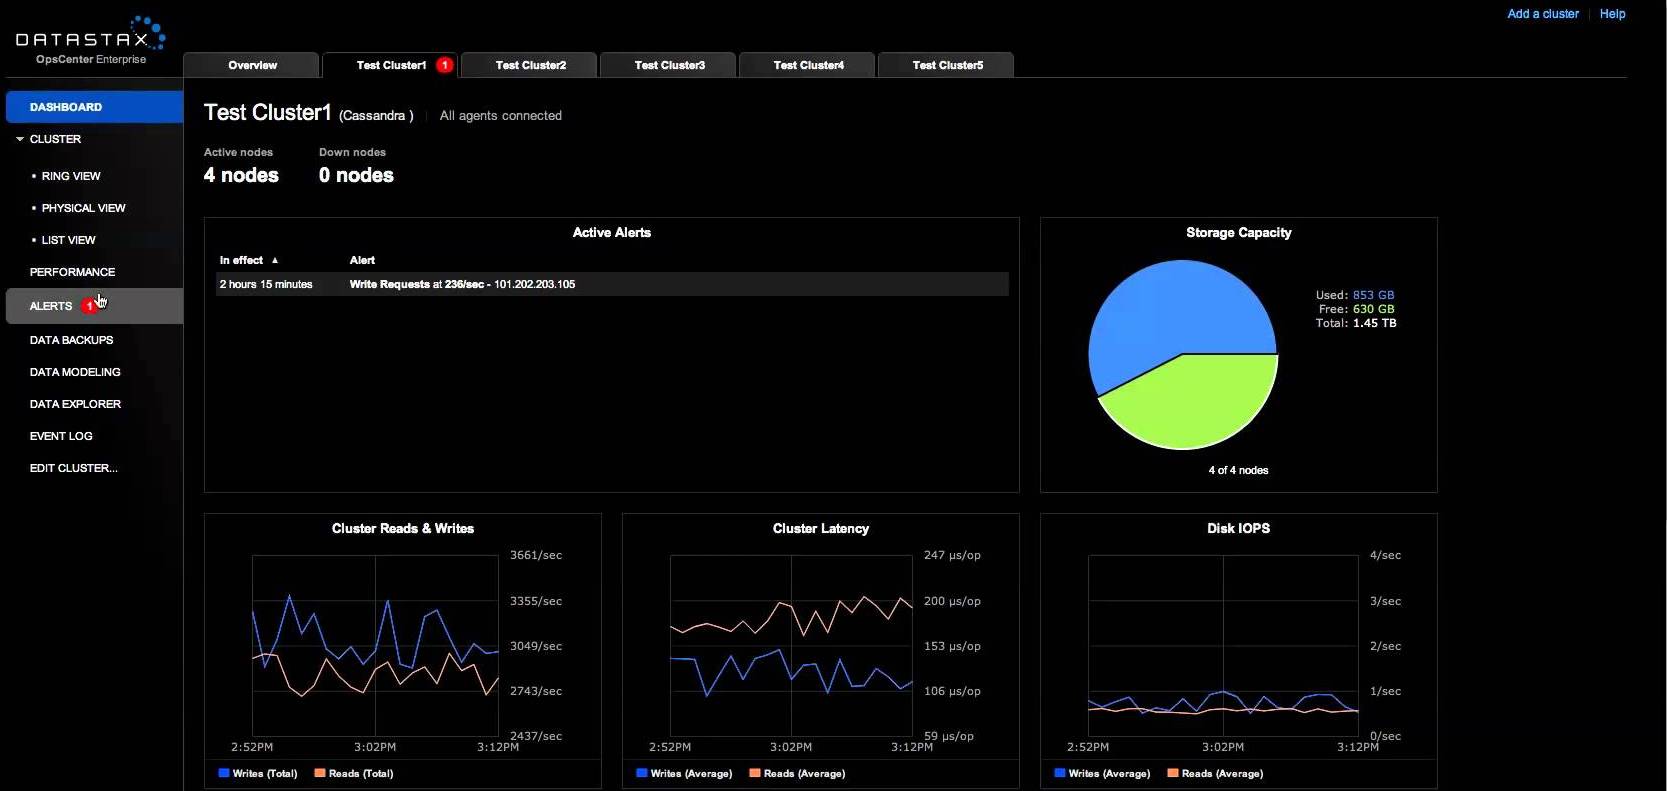 Add a cluster | Help
DATASTAX
OpsCenter Enterprise
Overview
Test Cluster1 1
Test Cluster2
Test Cluster3
Test Cluster4
Test Cluster5
DASHBOARD
CLUSTER
• RING VIEW
• PHYSICAL VIEW
• LIST VIEW
PERFORMANCE
ALERTS 1
DATA BACKUPS
DATA MODELING
DATA EXPLORER
EVENT LOG
EDIT CLUSTER...
Test Cluster1 (Cassandra ) | All agents connected
Active nodes Down nodes
4 nodes 0 nodes
Active Alerts
In effect ▲ Alert
2 hours 15 minutes Write Requests at 236/sec - 101.202.203.105
Storage Capacity
Used: 853 GB
Free: 630 GB
Total: 1.45 TB
4 of 4 nodes
Cluster Reads & Writes
3661/sec
3355/sec
3049/sec
2743/sec
2437/sec
2:52PM 3:02PM 3:12PM
Writes (Total) Reads (Total)
Cluster Latency
247 µs/op
200 µs/op
153 µs/op
106 µs/op
59 µs/op
2:52PM 3:02PM 3:12PM
Writes (Average) Reads (Average)
Disk IOPS
4/sec
3/sec
2/sec
1/sec
0/sec
2:52PM 3:02PM 3:12PM
Writes (Average) Reads (Average)